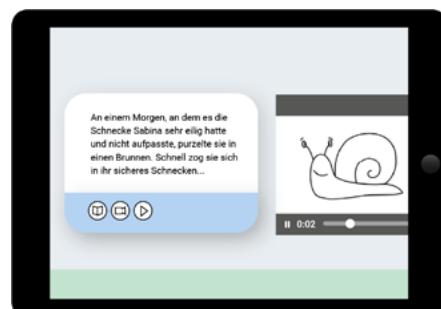 An einem Morgen, an dem es die
Schnecke Sabina sehr eilig hatte
und nicht aufpasste, purzelte sie in
einen Brunnen. Schnell zog sie sich
in ihr sicheres Schnecken...
0:02